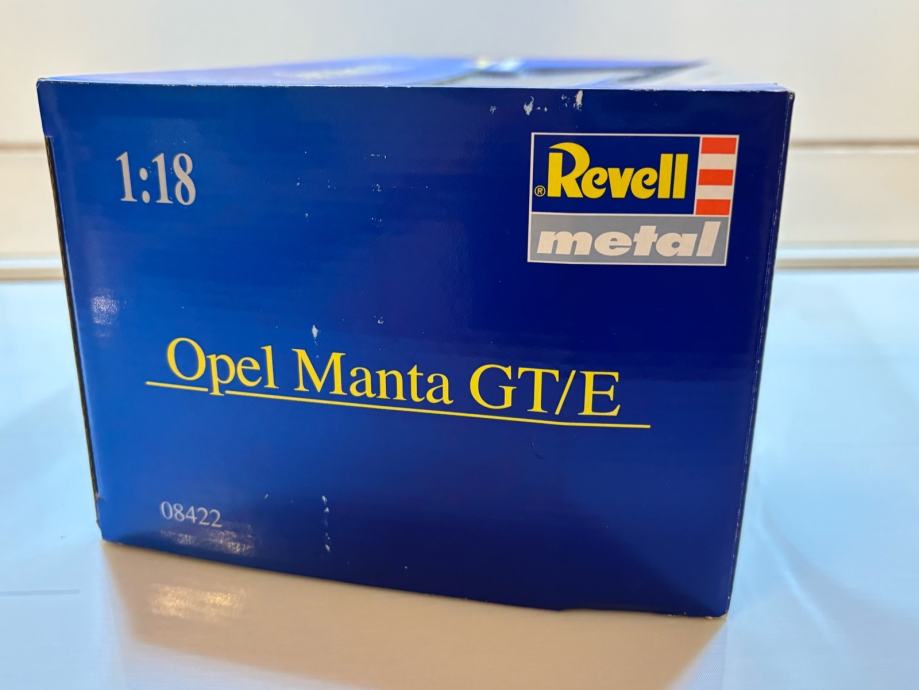 1:18
® Revell
metal
Opel Manta GT/E
08422